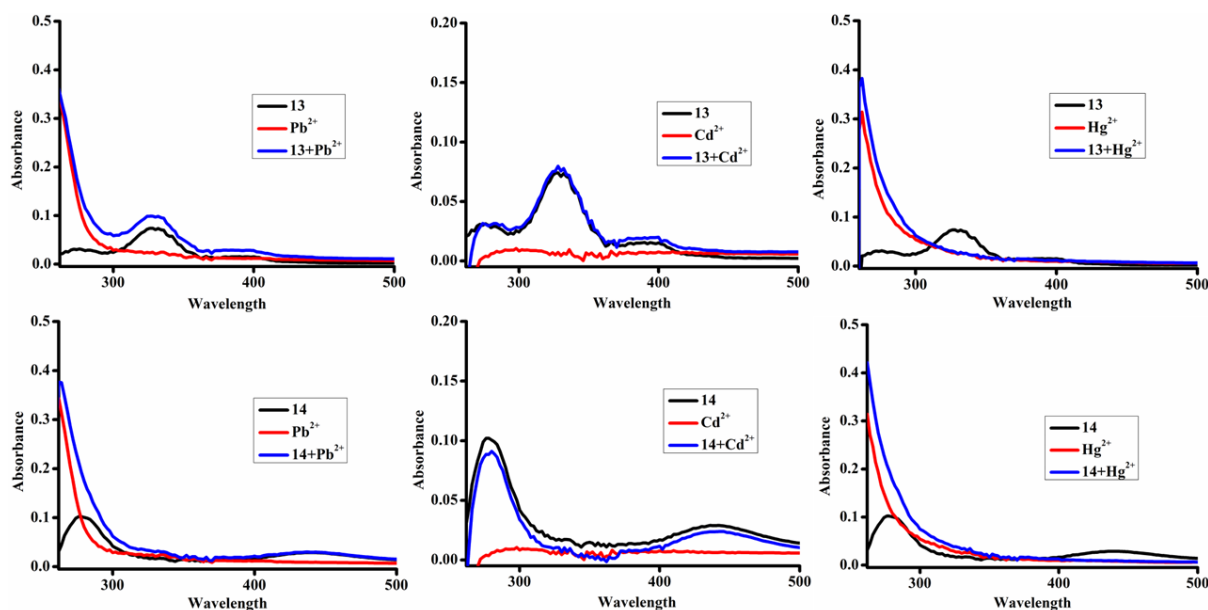 0.5
0.4
0.3
0.2
0.1
0.0
Absorbance
13
Pb²⁺
13+Pb²⁺
300
400
500
Wavelength
0.20
0.15
0.10
0.05
0.00
Absorbance
13
Cd²⁺
13+Cd²⁺
300
400
500
Wavelength
0.5
0.4
0.3
0.2
0.1
0.0
Absorbance
13
Hg²⁺
13+Hg²⁺
300
400
500
Wavelength
0.5
0.4
0.3
0.2
0.1
0.0
Absorbance
14
Pb²⁺
14+Pb²⁺
300
400
500
Wavelength
0.20
0.15
0.10
0.05
0.00
Absorbance
14
Cd²⁺
14+Cd²⁺
300
400
500
Wavelength
0.5
0.4
0.3
0.2
0.1
0.0
Absorbance
14
Hg²⁺
14+Hg²⁺
300
400
500
Wavelength